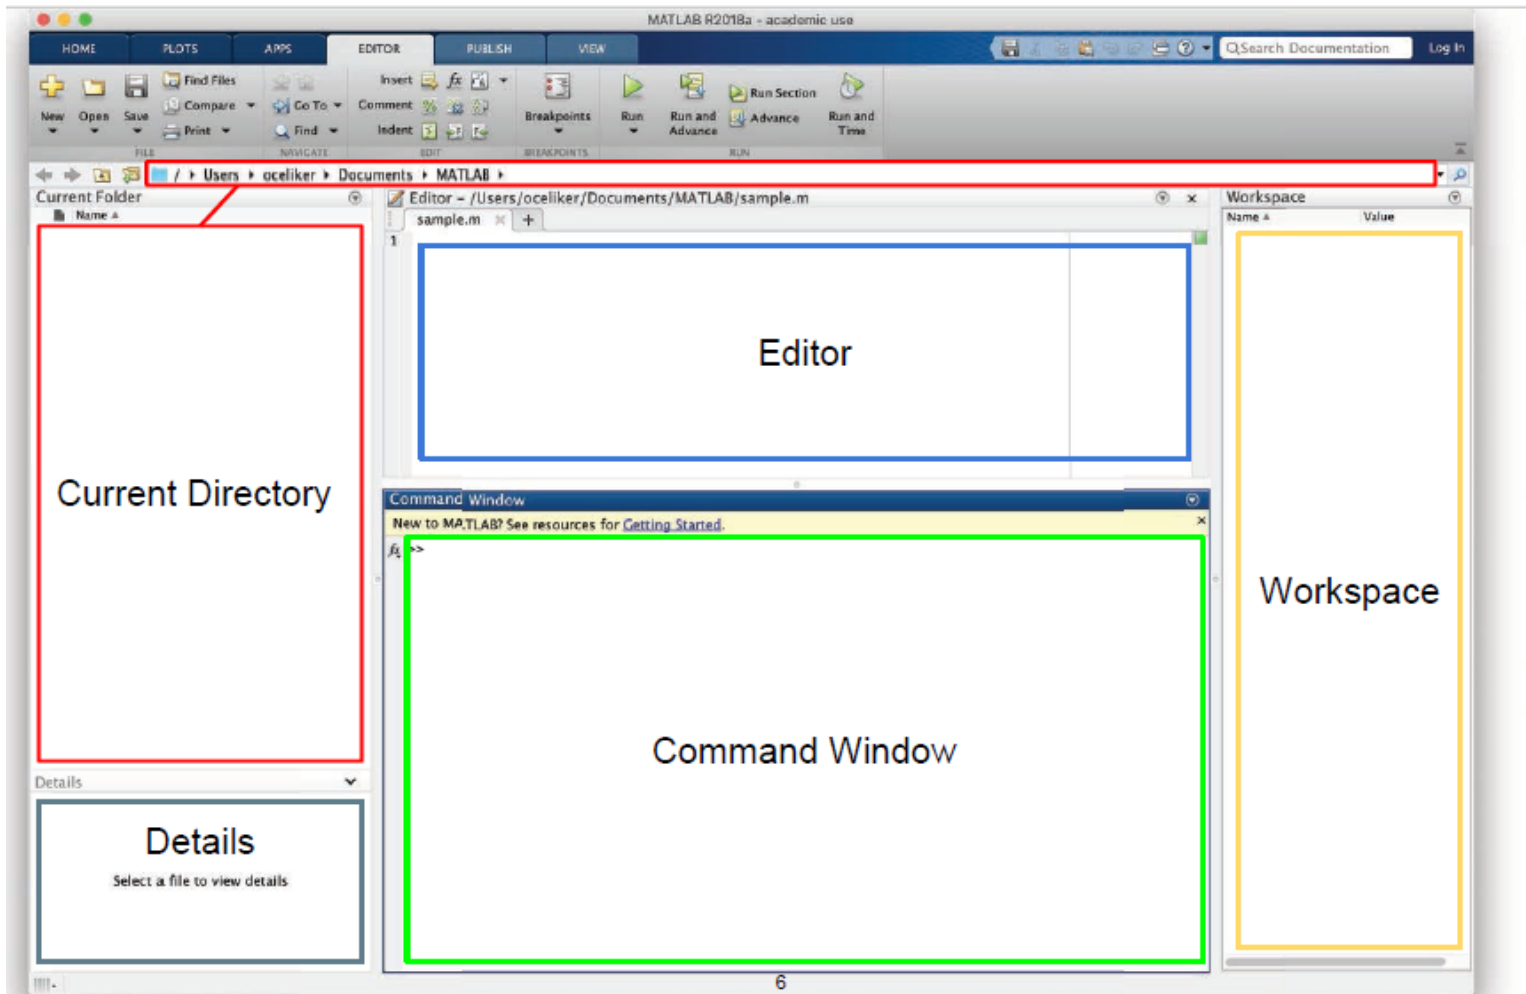 MATLAB R2018a - academic use
HOME PLOTS APPS EDITOR PUBLISH VIEW Search Documentation Log In
New Open Save Find Files Compare Print
Go To Find
Insert Comment Indent
Breakpoints
Run Run and Advance Run Section Advance Run and Time
FILE NAVIGATE EDIT BREAKPOINTS RUN
/ Users oceliker Documents MATLAB
Current Folder
Name
Current Directory
Details
Details
Select a file to view details
Editor - /Users/oceliker/Documents/MATLAB/sample.m
sample.m +
1
Editor
Command Window
New to MATLAB? See resources for Getting Started.
fx >>
Command Window
Workspace
Name Value
Workspace
6